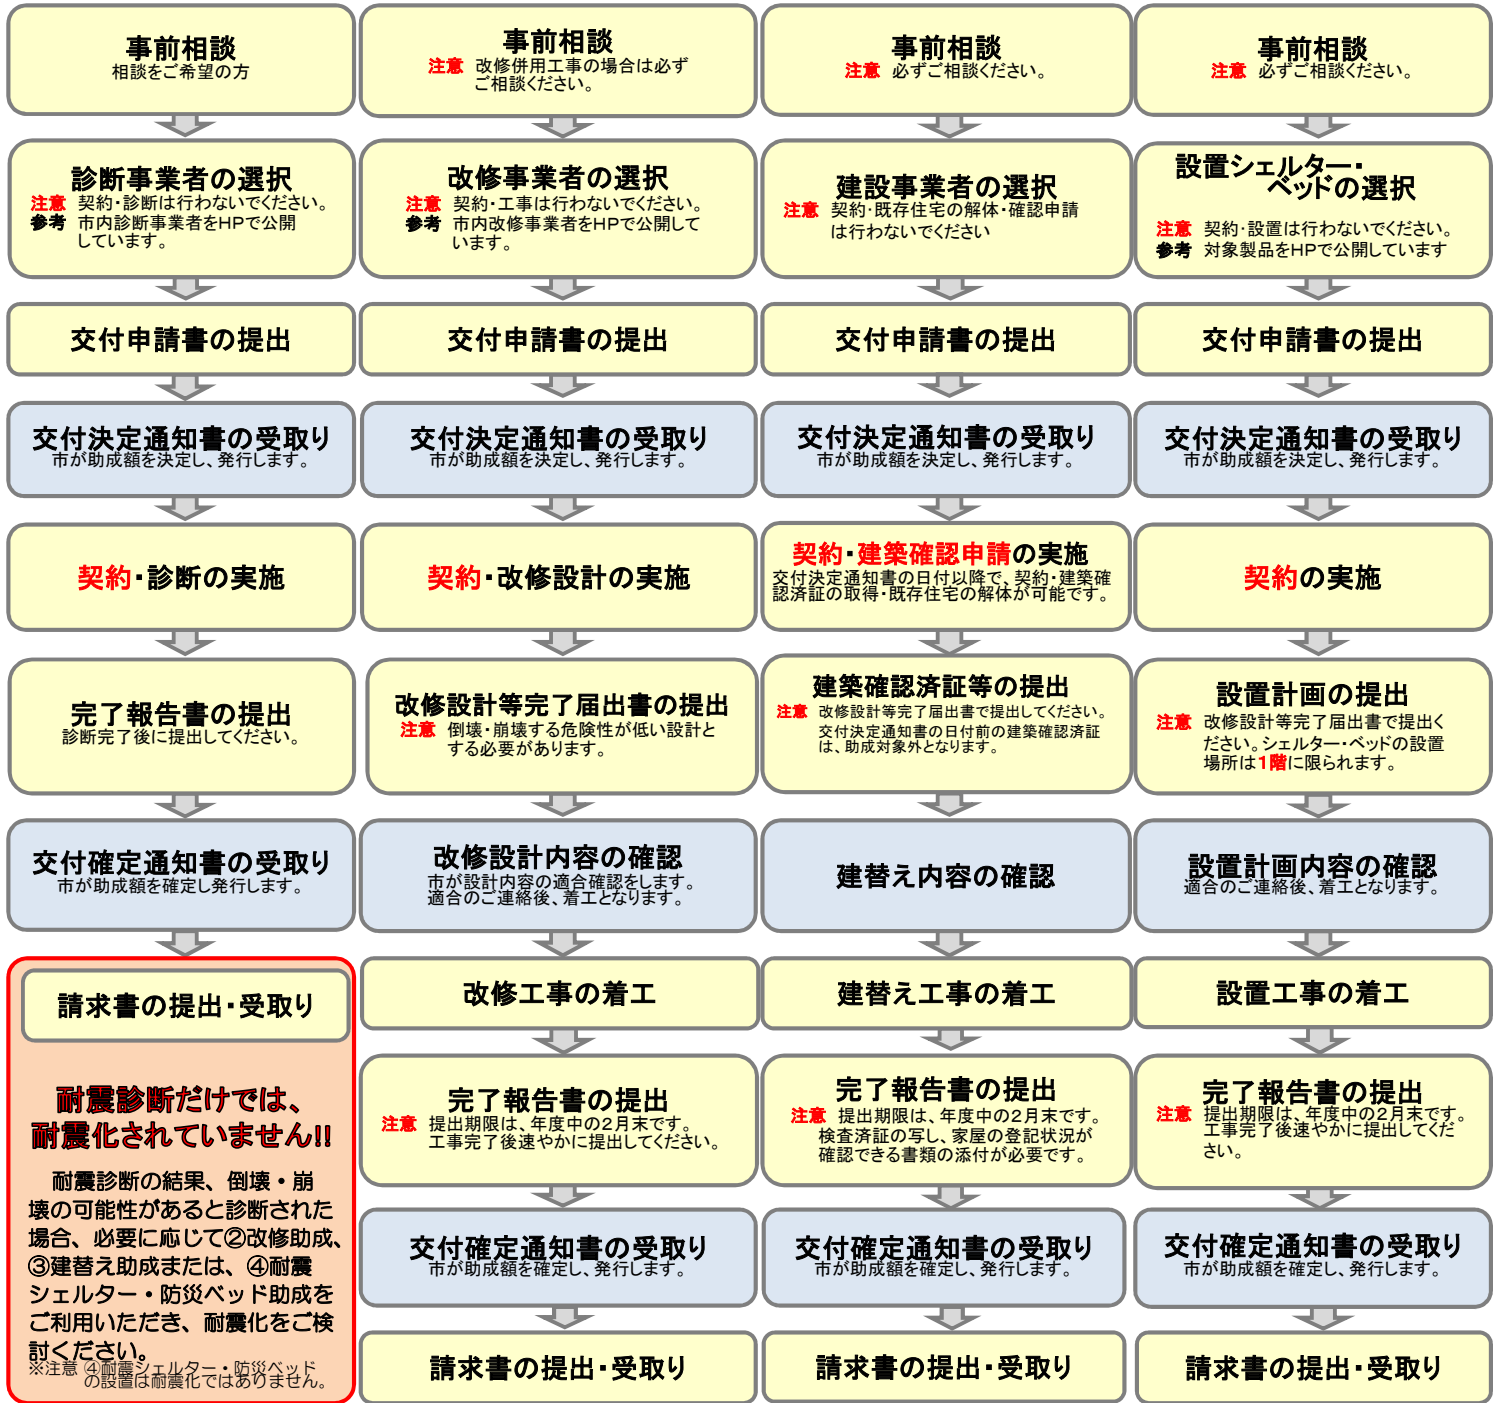 事前相談
相談をご希望の方
診断事業者の選択
注意 契約・診断は行わないでください。
参考 市内診断事業者をHPで公開
しています。
交付申請書の提出
交付決定通知書の受取り
市が助成額を決定し、発行します。
契約・診断の実施
完了報告書の提出
診断完了後に提出してください。
交付確定通知書の受取り
市が助成額を確定し発行します。
請求書の提出・受取り
耐震診断だけでは、
耐震化されていません!!
耐震診断の結果、倒壊・崩
壊の可能性があると診断された
場合、必要に応じて②改修助成、
③建替え助成または、④耐震
シェルター・防災ベッド助成を
ご利用いただき、耐震化をご検
討ください。
※注意 ④耐震シェルター・防災ベッド
の設置は耐震化ではありません。
事前相談
注意 改修併用工事の場合は必ず
ご相談ください。
改修事業者の選択
注意 契約・工事は行わないでください。
参考 市内改修事業者をHPで公開して
います。
交付申請書の提出
交付決定通知書の受取り
市が助成額を決定し、発行します。
契約・改修設計の実施
改修設計等完了届出書の提出
注意 倒壊・崩壊する危険性が低い設計と
する必要があります。
改修設計内容の確認
市が設計内容の適合確認をします。
適合のご連絡後、着工となります。
改修工事の着工
完了報告書の提出
注意 提出期限は、年度中の2月末です。
工事完了後速やかに提出してください。
交付確定通知書の受取り
市が助成額を確定し、発行します。
請求書の提出・受取り
事前相談
注意 必ずご相談ください。
建設事業者の選択
注意 契約・既存住宅の解体・確認申請
は行わないでください
交付申請書の提出
交付決定通知書の受取り
市が助成額を決定し、発行します。
契約・建築確認申請の実施
交付決定通知書の日付以降で、契約・建築確
認済証の取得・既存住宅の解体が可能です。
建築確認済証等の提出
注意 改修設計等完了届出書で提出してください。
交付決定通知書の日付前の建築確認済証
は、助成対象外となります。
建替え内容の確認
建替え工事の着工
完了報告書の提出
注意 提出期限は、年度中の2月末です。
検査済証の写し、家屋の登記状況が
確認できる書類の添付が必要です。
交付確定通知書の受取り
市が助成額を確定し、発行します。
請求書の提出・受取り
事前相談
注意 必ずご相談ください。
設置シェルター・
ベッドの選択
注意 契約・設置は行わないでください。
参考 対象製品をHPで公開しています
交付申請書の提出
交付決定通知書の受取り
市が助成額を決定し、発行します。
契約の実施
設置計画の提出
注意 改修設計等完了届出書で提出く
ださい。シェルター・ベッドの設置
場所は1階に限られます。
設置計画内容の確認
適合のご連絡後、着工となります。
設置工事の着工
完了報告書の提出
注意 提出期限は、年度中の2月末です。
工事完了後速やかに提出してくだ
さい。
交付確定通知書の受取り
市が助成額を確定し、発行します。
請求書の提出・受取り